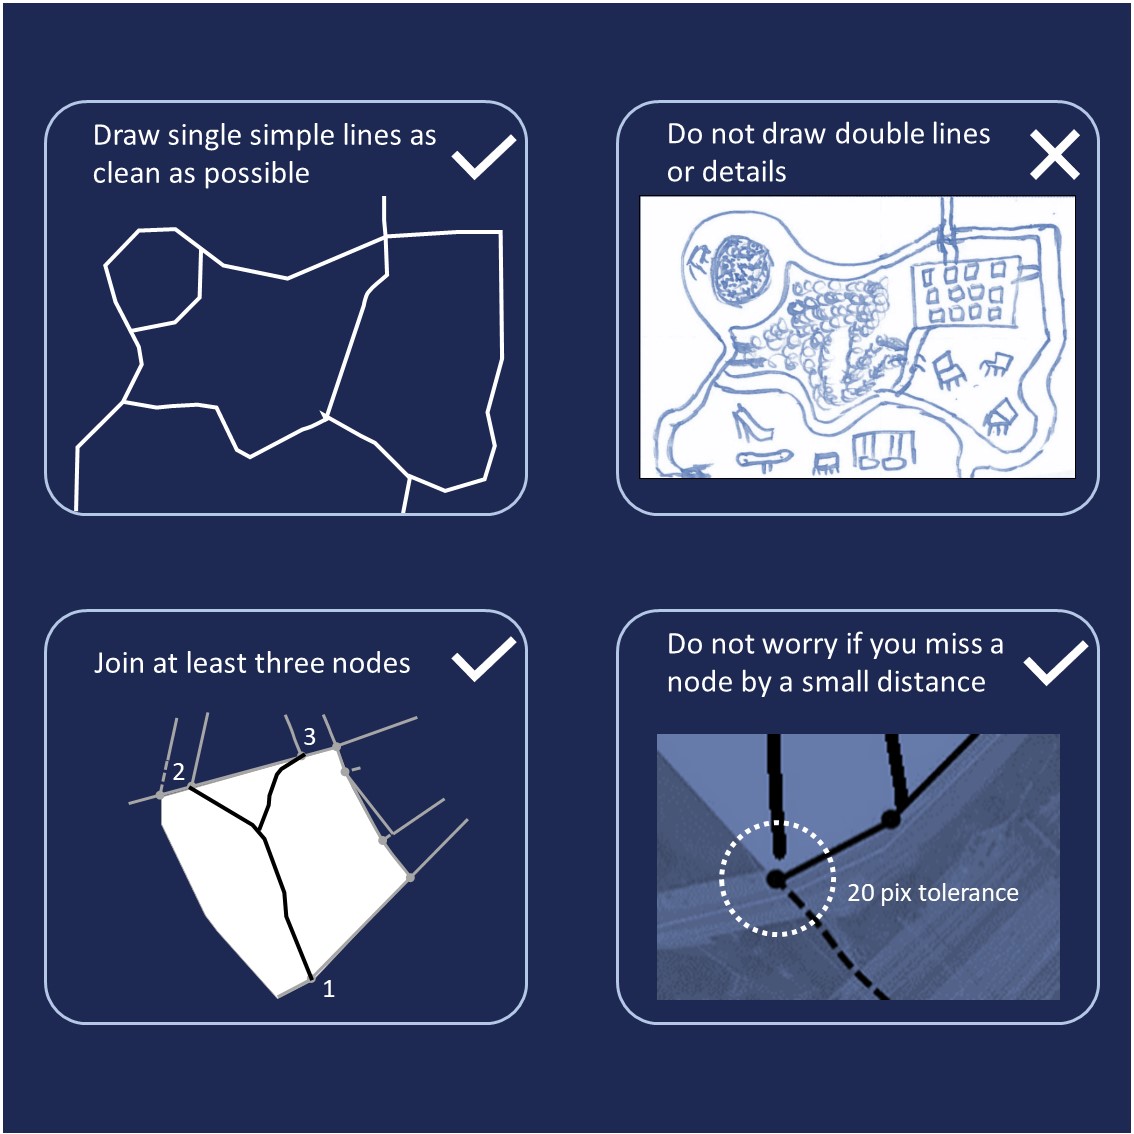 Draw single simple lines as
clean as possible
Do not draw double lines
or details
Join at least three nodes
3
2
1
Do not worry if you miss a
node by a small distance
20 pix tolerance